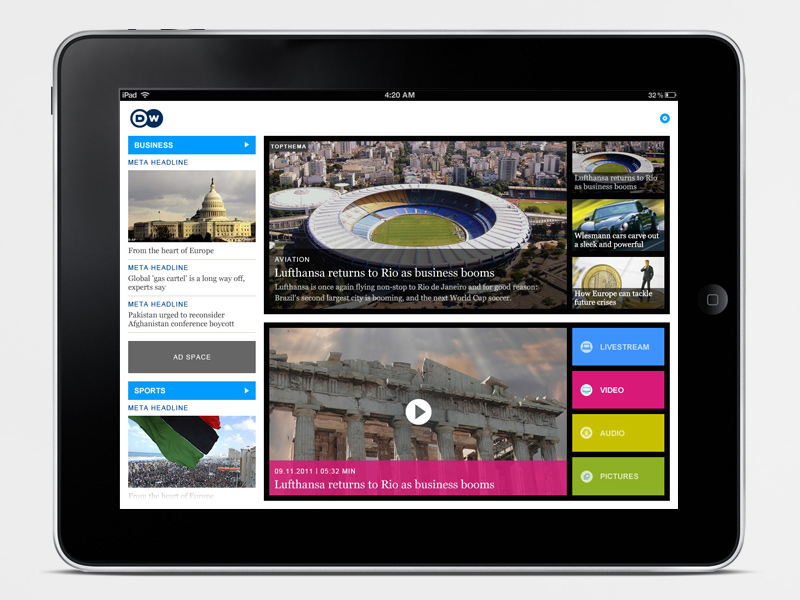 iPad
4:20 AM
32%
DW
BUSINESS
META HEADLINE
From the heart of Europe
META HEADLINE
Global 'gas cartel' is a long way off,
experts say
META HEADLINE
Pakistan urged to reconsider
Afghanistan conference boycott
AD SPACE
SPORTS
META HEADLINE
From the heart of Europe
TOPTHEMA
AVIATION
Lufthansa returns to Rio as business booms
Lufthansa is once again flying non-stop to Rio de Janeiro and for good reason:
Brazil's second largest city is booming, and the next World Cup soccer.
Lufthansa returns to Rio
as business booms
Wiesmann cars carve out
a sleek and powerful
How Europe can tackle
future crises
09.11.2011 | 05:32 MIN
Lufthansa returns to Rio as business booms
LIVESTREAM
VIDEO
AUDIO
PICTURES